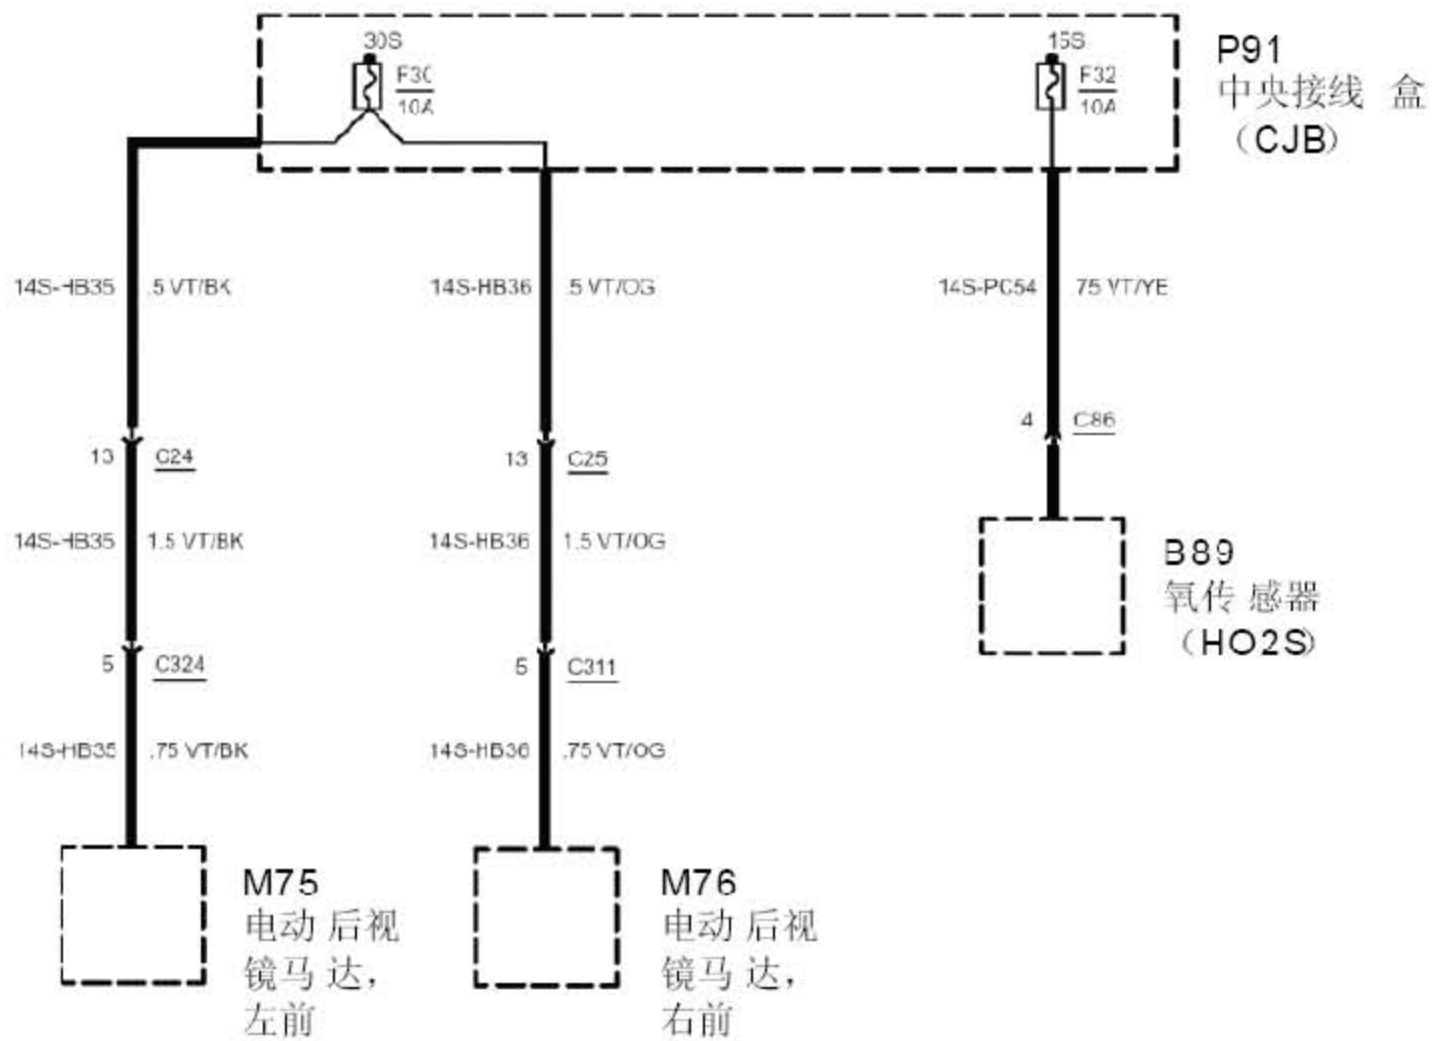 30S
F30
10A
15S
F32
10A
P91
中央接线 盒
（CJB）
14S-HB35 .5 VT/BK
14S-HB36 .5 VT/OG
14S-PC54 .75 VT/YE
4 C86
13 C24
13 C25
14S-HB35 1.5 VT/BK
14S-HB36 1.5 VT/OG
B89
氧传 感器
（HO2S）
5 C324
5 C311
14S-HB35 .75 VT/BK
14S-HB36 .75 VT/OG
M75
电动 后视
镜马 达，
左前
M76
电动 后视
镜马 达，
右前